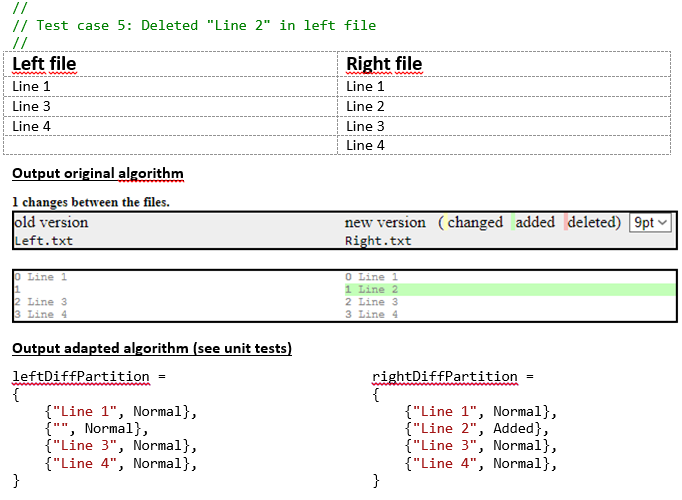 //
// Test case 5: Deleted "Line 2" in left file
//
Left file Right file
Line 1 Line 1
Line 3 Line 2
Line 4 Line 3
Line 4
Output original algorithm
1 changes between the files.
old version new version ( changed added deleted) 9pt
Left.txt Right.txt
0 Line 1 0 Line 1
1 1 Line 2
2 Line 3 2 Line 3
3 Line 4 3 Line 4
Output adapted algorithm (see unit tests)
leftDiffPartition = rightDiffPartition =
{ {
{"Line 1", Normal}, {"Line 1", Normal},
{"", Normal}, {"Line 2", Added},
{"Line 3", Normal}, {"Line 3", Normal},
{"Line 4", Normal}, {"Line 4", Normal},
} }